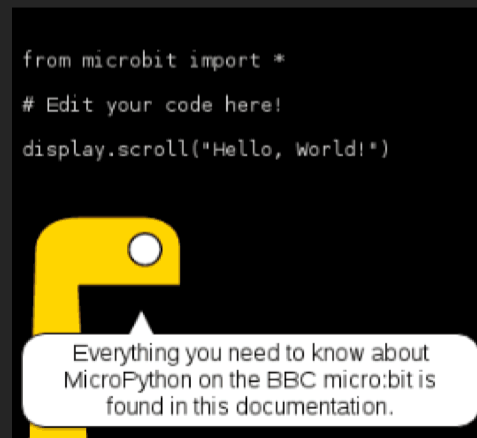 from microbit import *
# Edit your code here!
display.scroll("Hello, World!")
Everything you need to know about
MicroPython on the BBC micro:bit is
found in this documentation.